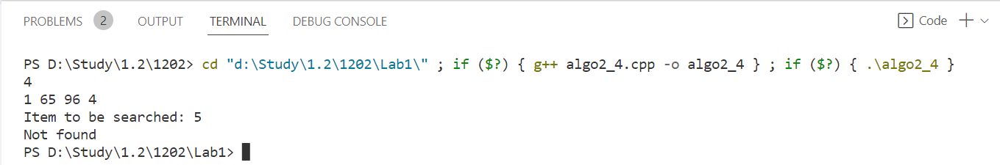 PROBLEMS 2 OUTPUT TERMINAL DEBUG CONSOLE Code
PS D:\Study\1.2\1202> cd "d:\Study\1.2\1202\Lab1\" ; if ($?) { g++ algo2_4.cpp -o algo2_4 } ; if ($?) { .\algo2_4 }
4
1 65 96 4
Item to be searched: 5
Not found
PS D:\Study\1.2\1202\Lab1>